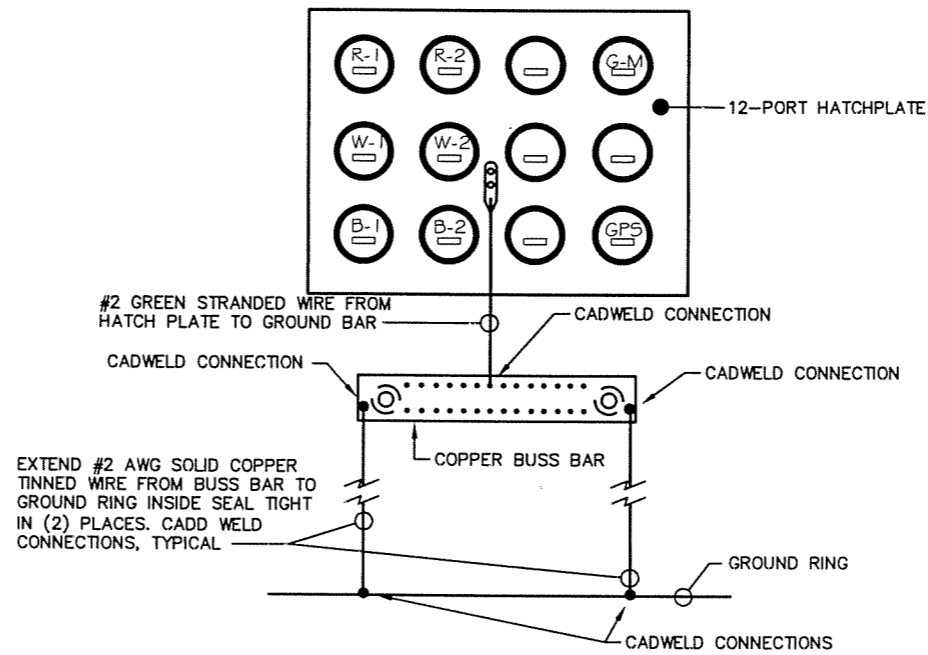 R-1 R-2 G-M
12-PORT HATCHPLATE
W-1 W-2
B-1 B-2 GPS
#2 GREEN STRANDED WIRE FROM
HATCH PLATE TO GROUND BAR
CADWELD CONNECTION
CADWELD CONNECTION
CADWELD CONNECTION
COPPER BUSS BAR
EXTEND #2 AWG SOLID COPPER
TINNED WIRE FROM BUSS BAR TO
GROUND RING INSIDE SEAL TIGHT
IN (2) PLACES. CADD WELD
CONNECTIONS, TYPICAL
GROUND RING
CADWELD CONNECTIONS